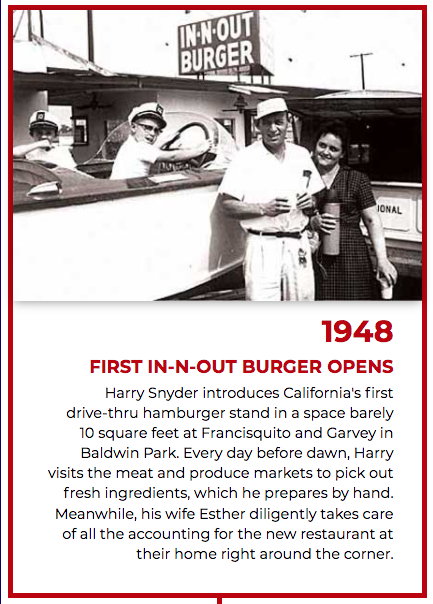 IN-N-OUT
BURGER
IONAL
1948
FIRST IN-N-OUT BURGER OPENS
Harry Snyder introduces California's first
drive-thru hamburger stand in a space barely
10 square feet at Francisquito and Garvey in
Baldwin Park. Every day before dawn, Harry
visits the meat and produce markets to pick out
fresh ingredients, which he prepares by hand.
Meanwhile, his wife Esther diligently takes care
of all the accounting for the new restaurant at
their home right around the corner.